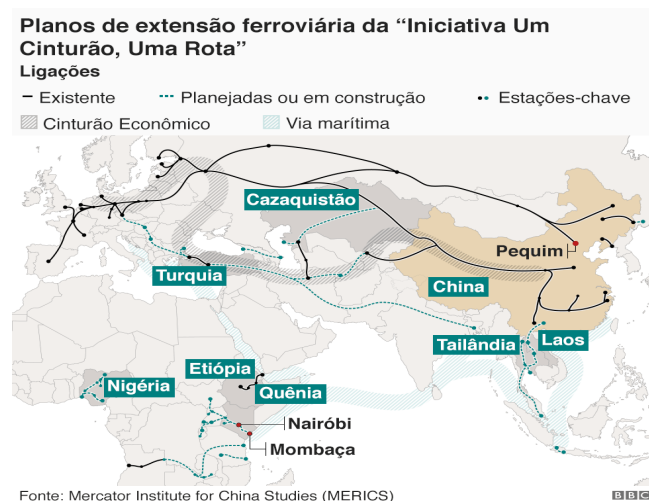 Planos de extensão ferroviária da “Iniciativa Um
Cinturão, Uma Rota”
Ligações
Existente
Planejadas ou em construção
Estações-chave
Cinturão Econômico
Via marítima
Cazaquistão
Pequim
Turquia
China
Tailândia
Laos
Etiópia
Nigéria
Quênia
Nairóbi
Mombaça
Fonte: Mercator Institute for China Studies (MERICS)
BBC